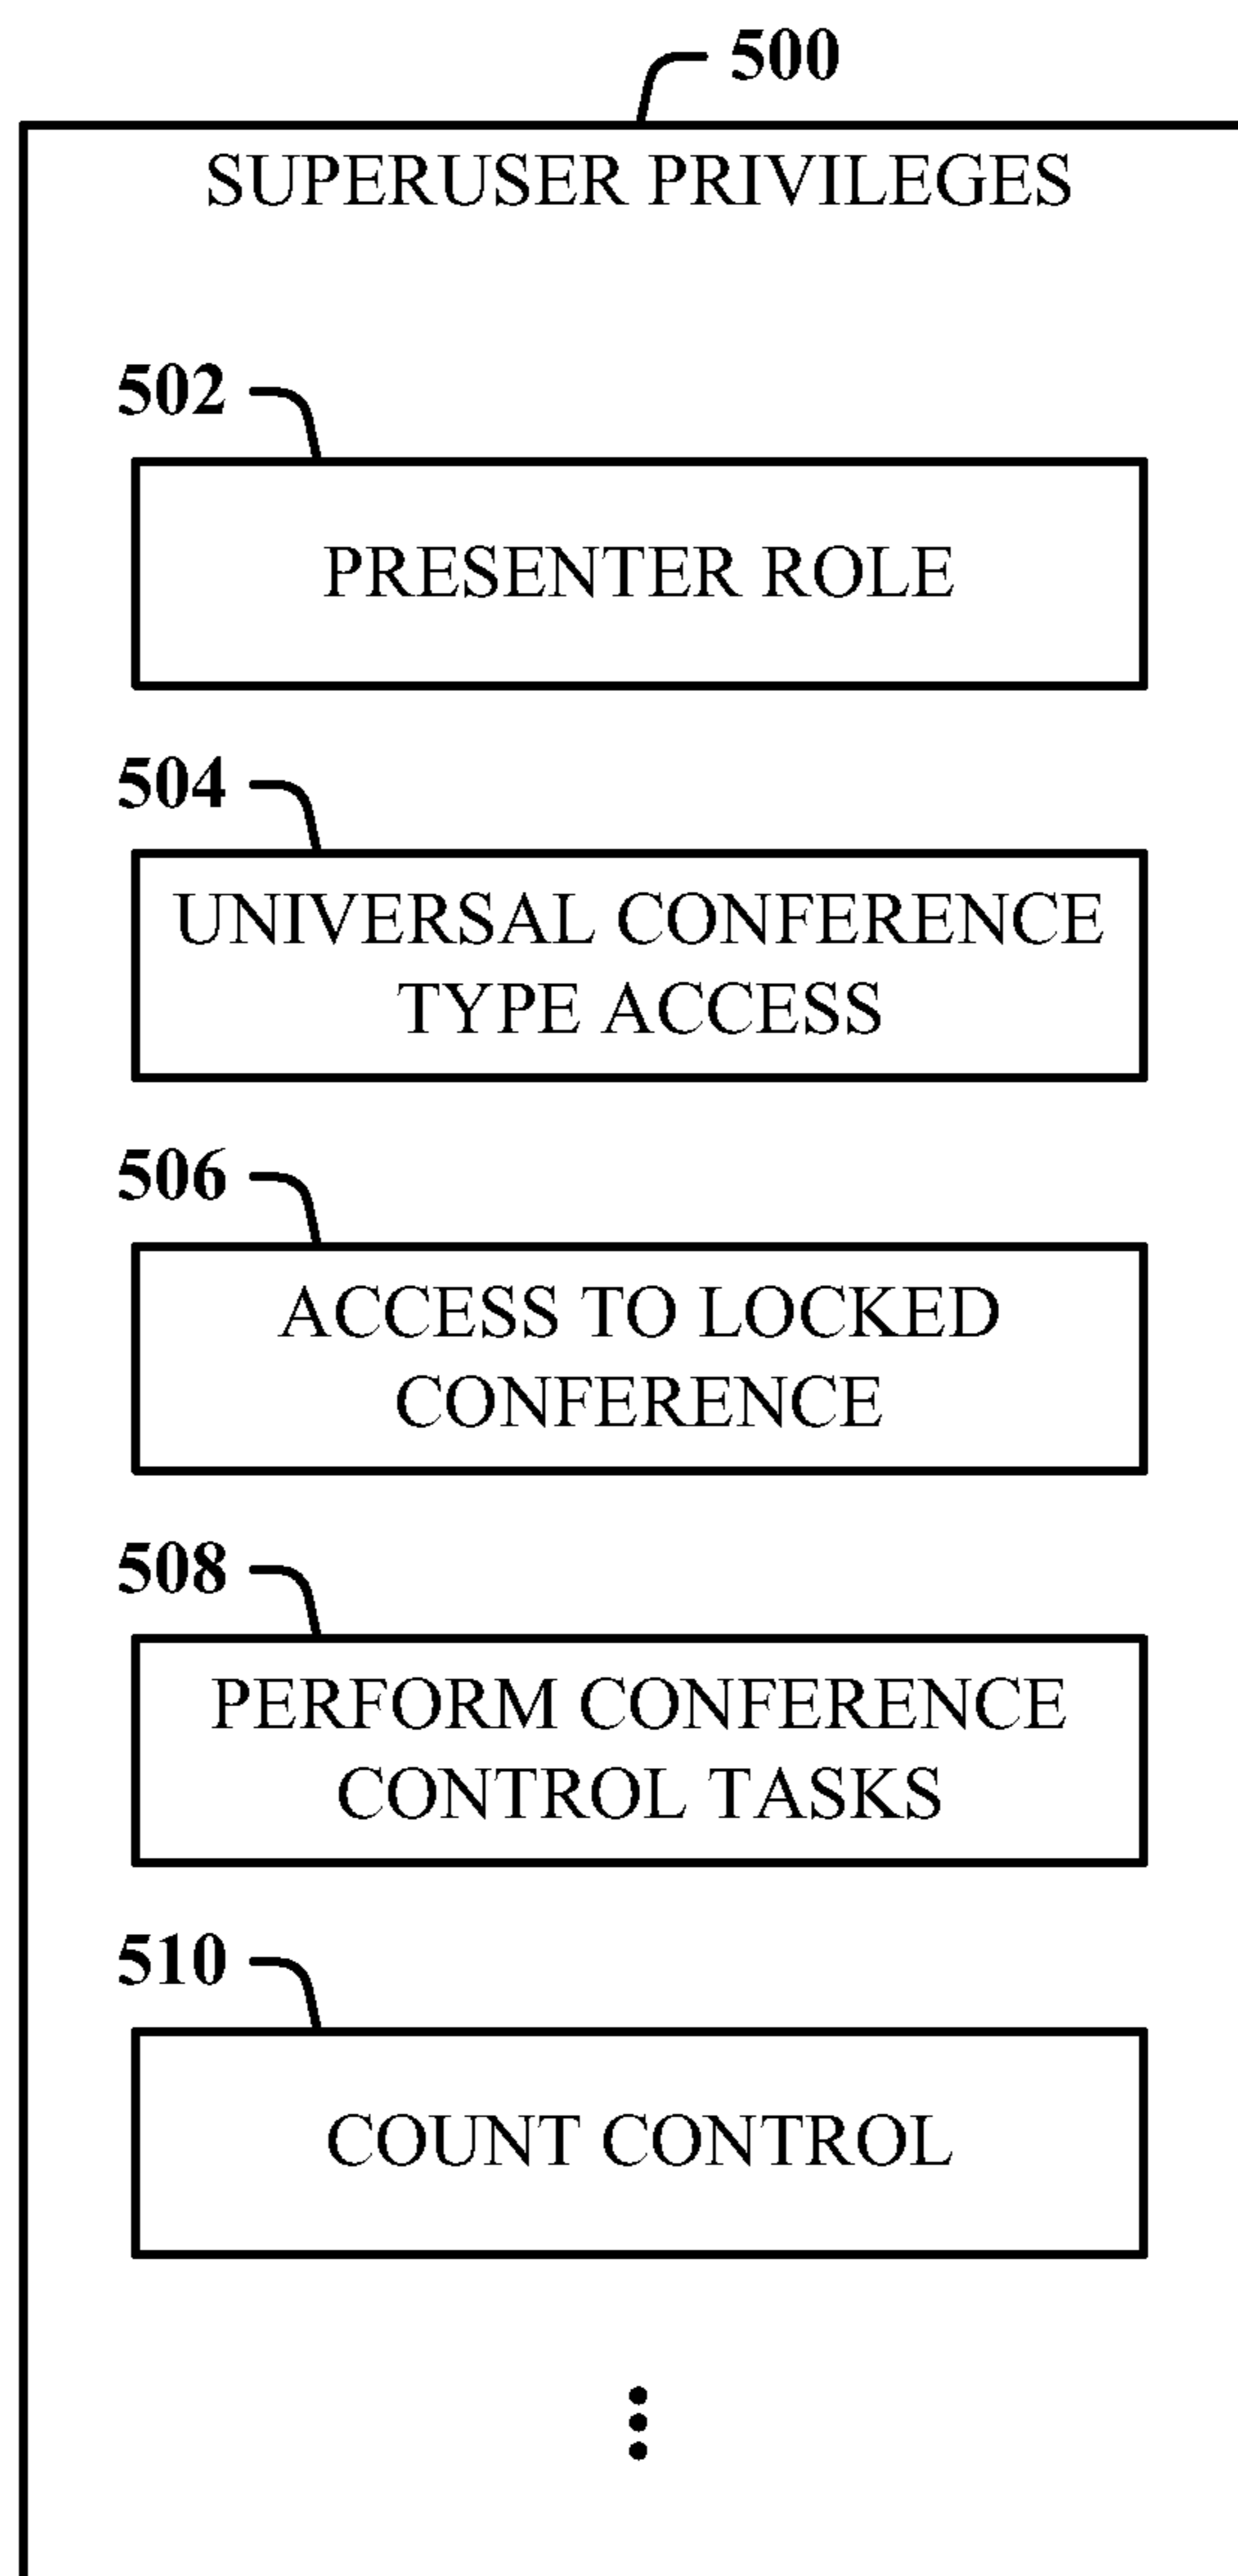 500
SUPERUSER PRIVILEGES
502
PRESENTER ROLE
504
UNIVERSAL CONFERENCE
TYPE ACCESS
506
ACCESS TO LOCKED
CONFERENCE
508
PERFORM CONFERENCE
CONTROL TASKS
510
COUNT CONTROL